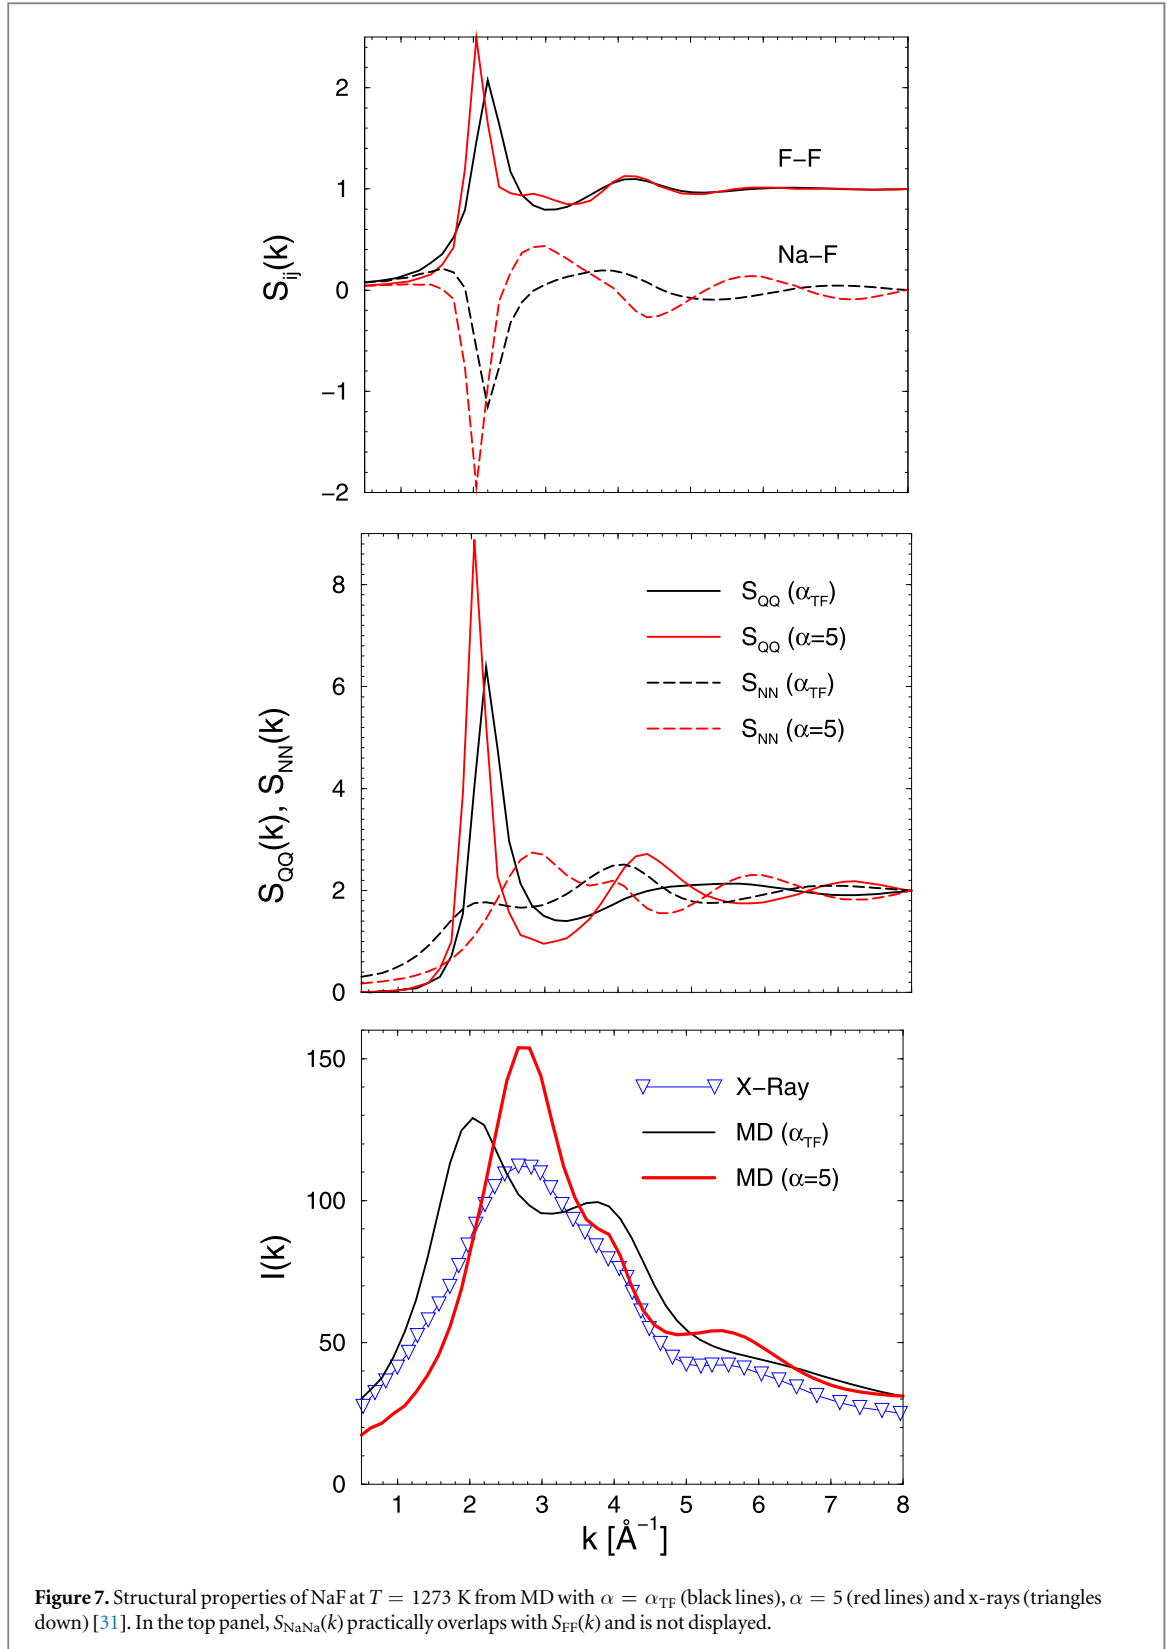 2
1
0
−1
−2
S_ij(k)
F−F
Na−F
8
6
4
2
0
S_QQ(k), S_NN(k)
S_QQ (α_TF)
S_QQ (α=5)
S_NN (α_TF)
S_NN (α=5)
150
100
50
0
I(k)
X−Ray
MD (α_TF)
MD (α=5)
1 2 3 4 5 6 7 8
k [Å⁻¹]
Figure 7. Structural properties of NaF at T = 1273 K from MD with α = α_TF (black lines), α = 5 (red lines) and x-rays (triangles
down) [31]. In the top panel, S_NaNa(k) practically overlaps with S_FF(k) and is not displayed.